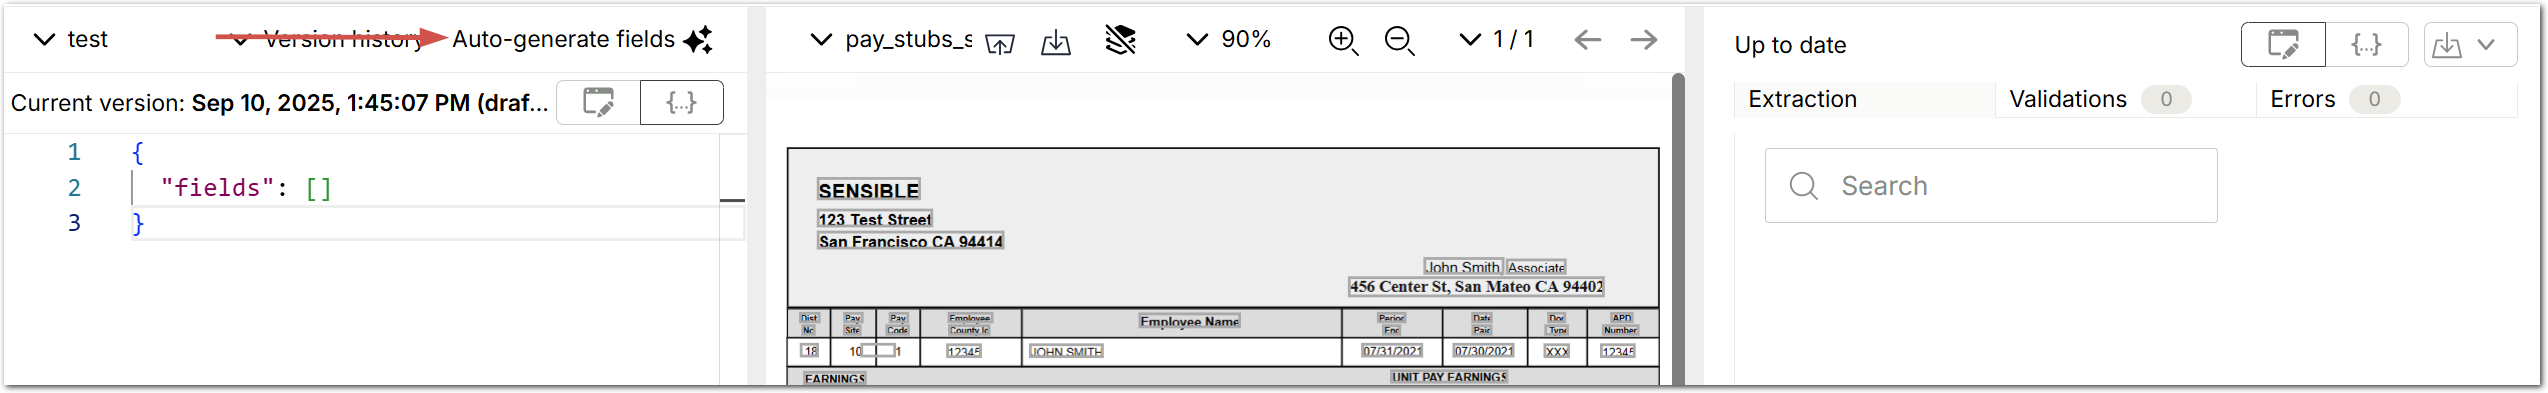 test
Version history
Auto-generate fields
Current version: Sep 10, 2025, 1:45:07 PM (draf...
{...}
1 {
2 "fields": []
3 }
pay_stubs_s
90%
1 / 1
SENSIBLE
123 Test Street
San Francisco CA 94414
John Smith Associate
456 Center St, San Mateo CA 94402
Dist No
Pay Site
Pay Code
Employee County Id
Employee Name
Period End
Date Paid
Doc Type
APD Number
18 10 1 12345 JOHN SMITH 07/31/2021 07/30/2021 XXX 12345
EARNINGS
UNIT PAY EARNINGS
Up to date
{...}
Extraction
Validations 0
Errors 0
Search